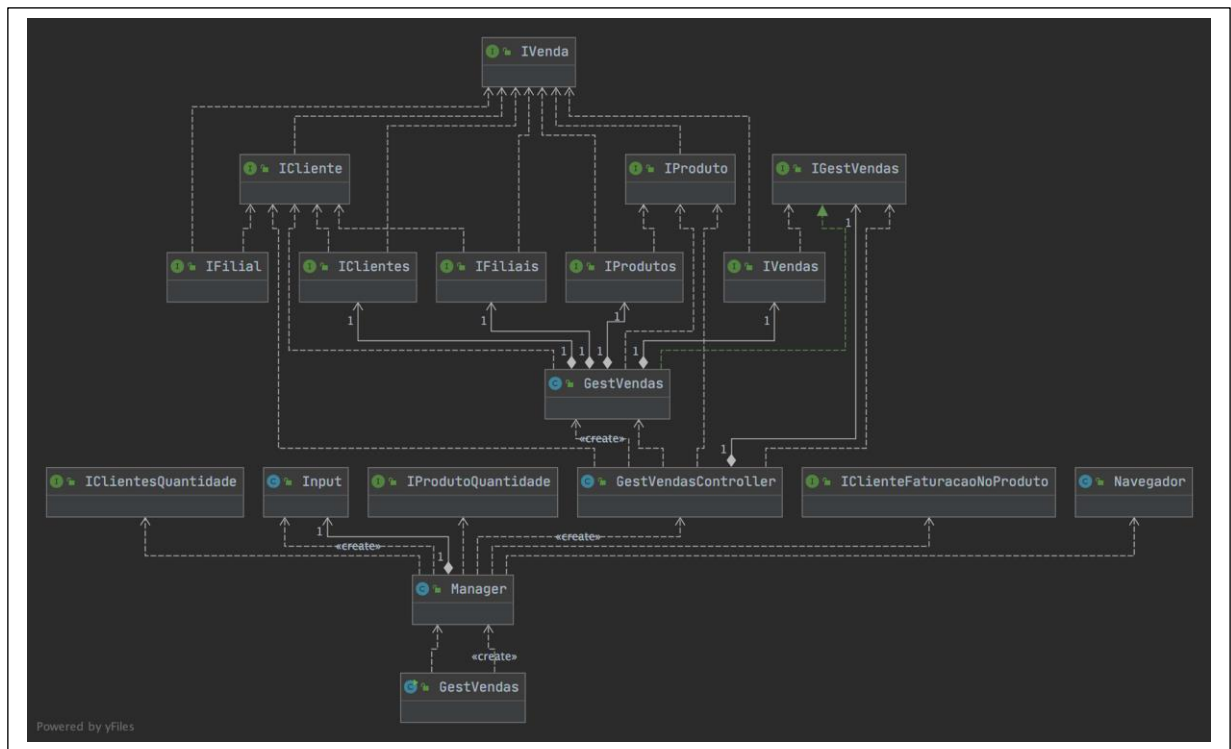 IVenda
ICliente
IProduto
IGestVendas
1
IFilial
IClientes
IFiliais
IProdutos
IVendas
1
1
1
1
1
1
1
1
GestVendas
«create»
1
IClientesQuantidade
Input
IProdutoQuantidade
GestVendasController
IClienteFaturacaoNoProduto
Navegador
1
«create»
1
«create»
Manager
«create»
GestVendas
Powered by yFiles